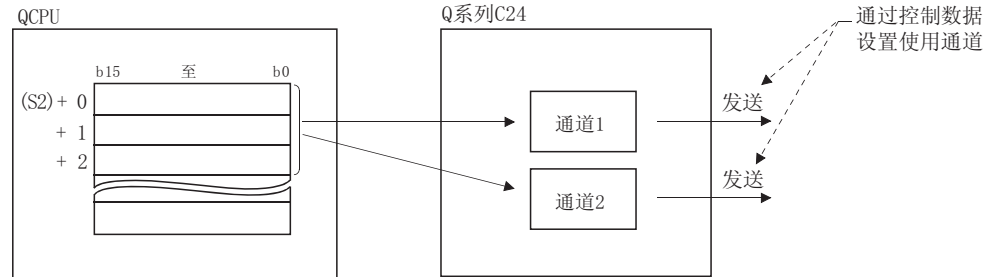 QCPU
Q系列C24
通过控制数据
设置使用通道
b15 至 b0
(S2)+ 0
+ 1
+ 2
通道1
发送
通道2
发送